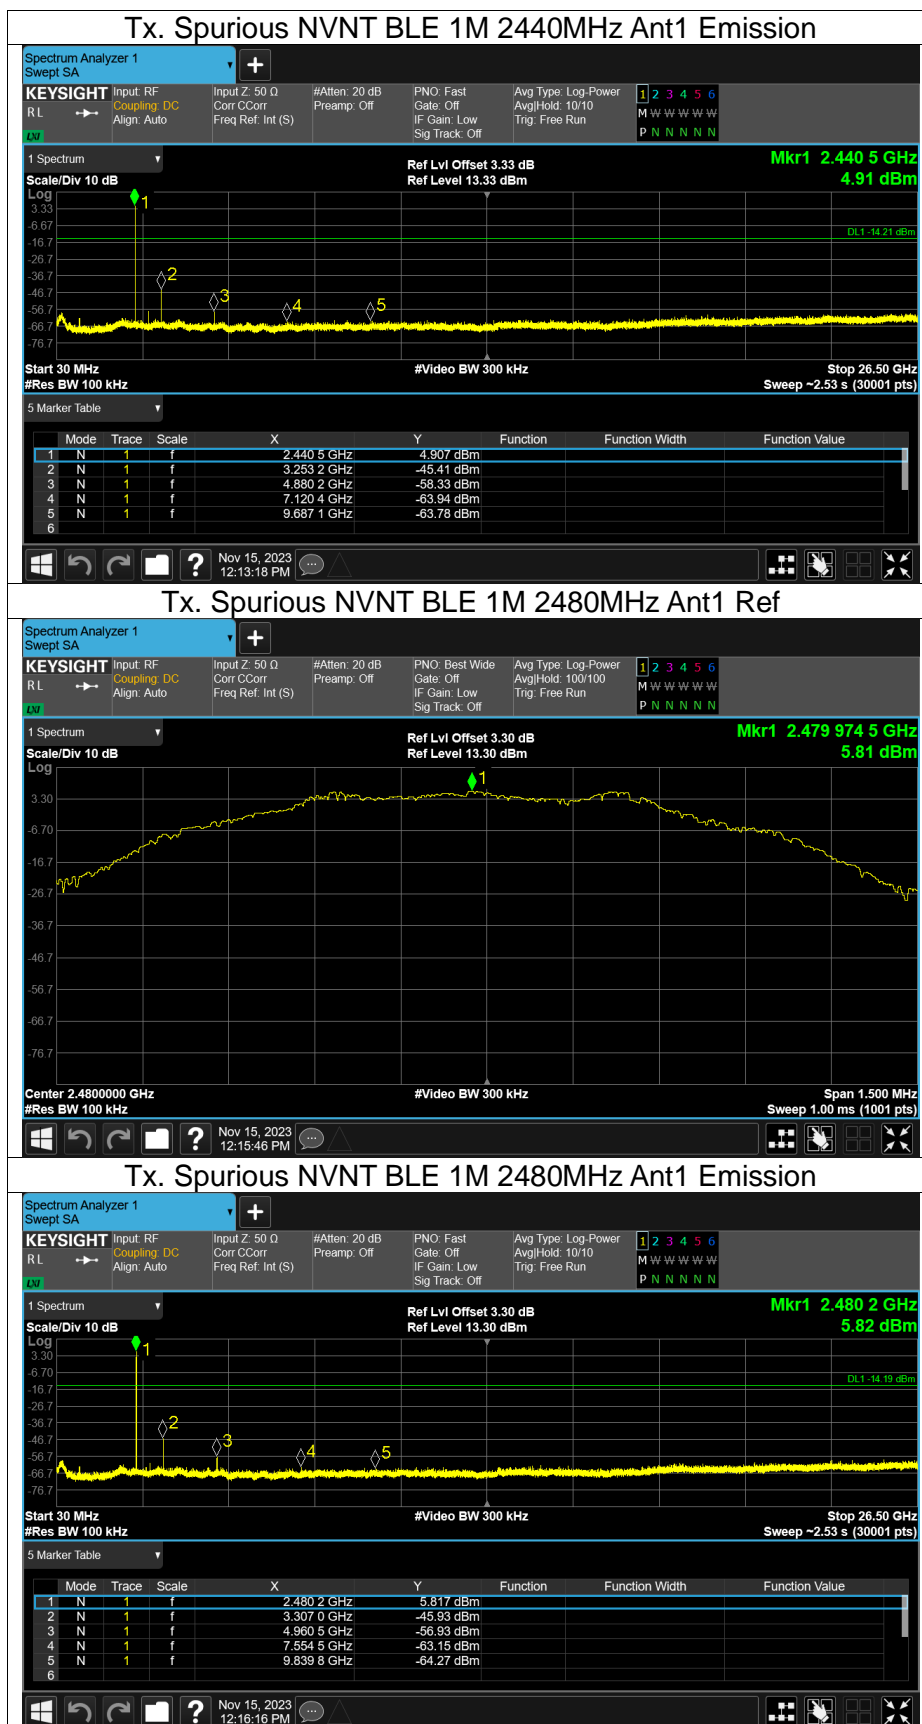 Tx. Spurious NVNT BLE 1M 2440MHz Ant1 Emission
Spectrum Analyzer 1
Swept SA
KEYSIGHT Input: RF Input Z: 50 Ω #Atten: 20 dB PNO: Fast Avg Type: Log-Power 1 2 3 4 5 6
R L Coupling: DC Corr CCorr Preamp: Off Gate: Off Avg|Hold: 10/10 M W W W W W
Align: Auto Freq Ref: Int (S) IF Gain: Low Trig: Free Run
LXI Sig Track: Off P N N N N N
1 Spectrum Ref Lvl Offset 3.33 dB Mkr1 2.440 5 GHz
Scale/Div 10 dB Ref Level 13.33 dBm 4.91 dBm
Log
1
3.33
-6.67
DL1 -14.21 dBm
-16.7
-26.7
2
-36.7
-46.7
3
-56.7
4 5
-66.7
-76.7
Start 30 MHz #Video BW 300 kHz Stop 26.50 GHz
#Res BW 100 kHz Sweep ~2.53 s (30001 pts)
5 Marker Table
Mode Trace Scale X Y Function Function Width Function Value
1 N 1 f 2.440 5 GHz 4.907 dBm
2 N 1 f 3.253 2 GHz -45.41 dBm
3 N 1 f 4.880 2 GHz -58.33 dBm
4 N 1 f 7.120 4 GHz -63.94 dBm
5 N 1 f 9.687 1 GHz -63.78 dBm
6
? Nov 15, 2023
12:13:18 PM
Tx. Spurious NVNT BLE 1M 2480MHz Ant1 Ref
Spectrum Analyzer 1
Swept SA
KEYSIGHT Input: RF Input Z: 50 Ω #Atten: 20 dB PNO: Best Wide Avg Type: Log-Power 1 2 3 4 5 6
R L Coupling: DC Corr CCorr Preamp: Off Gate: Off Avg|Hold: 100/100 M W W W W W
Align: Auto Freq Ref: Int (S) IF Gain: Low Trig: Free Run
LXI Sig Track: Off P N N N N N
1 Spectrum Ref Lvl Offset 3.30 dB Mkr1 2.479 974 5 GHz
Scale/Div 10 dB Ref Level 13.30 dBm 5.81 dBm
Log
1
3.30
-6.70
-16.7
-26.7
-36.7
-46.7
-56.7
-66.7
-76.7
Center 2.4800000 GHz #Video BW 300 kHz Span 1.500 MHz
#Res BW 100 kHz Sweep 1.00 ms (1001 pts)
? Nov 15, 2023
12:15:46 PM
Tx. Spurious NVNT BLE 1M 2480MHz Ant1 Emission
Spectrum Analyzer 1
Swept SA
KEYSIGHT Input: RF Input Z: 50 Ω #Atten: 20 dB PNO: Fast Avg Type: Log-Power 1 2 3 4 5 6
R L Coupling: DC Corr CCorr Preamp: Off Gate: Off Avg|Hold: 10/10 M W W W W W
Align: Auto Freq Ref: Int (S) IF Gain: Low Trig: Free Run
LXI Sig Track: Off P N N N N N
1 Spectrum Ref Lvl Offset 3.30 dB Mkr1 2.480 2 GHz
Scale/Div 10 dB Ref Level 13.30 dBm 5.82 dBm
Log
1
3.30
-6.70
DL1 -14.19 dBm
-16.7
-26.7
2
-36.7
-46.7
3
-56.7
4 5
-66.7
-76.7
Start 30 MHz #Video BW 300 kHz Stop 26.50 GHz
#Res BW 100 kHz Sweep ~2.53 s (30001 pts)
5 Marker Table
Mode Trace Scale X Y Function Function Width Function Value
1 N 1 f 2.480 2 GHz 5.817 dBm
2 N 1 f 3.307 0 GHz -45.93 dBm
3 N 1 f 4.960 5 GHz -56.93 dBm
4 N 1 f 7.554 5 GHz -63.15 dBm
5 N 1 f 9.839 8 GHz -64.27 dBm
6
? Nov 15, 2023
12:16:16 PM